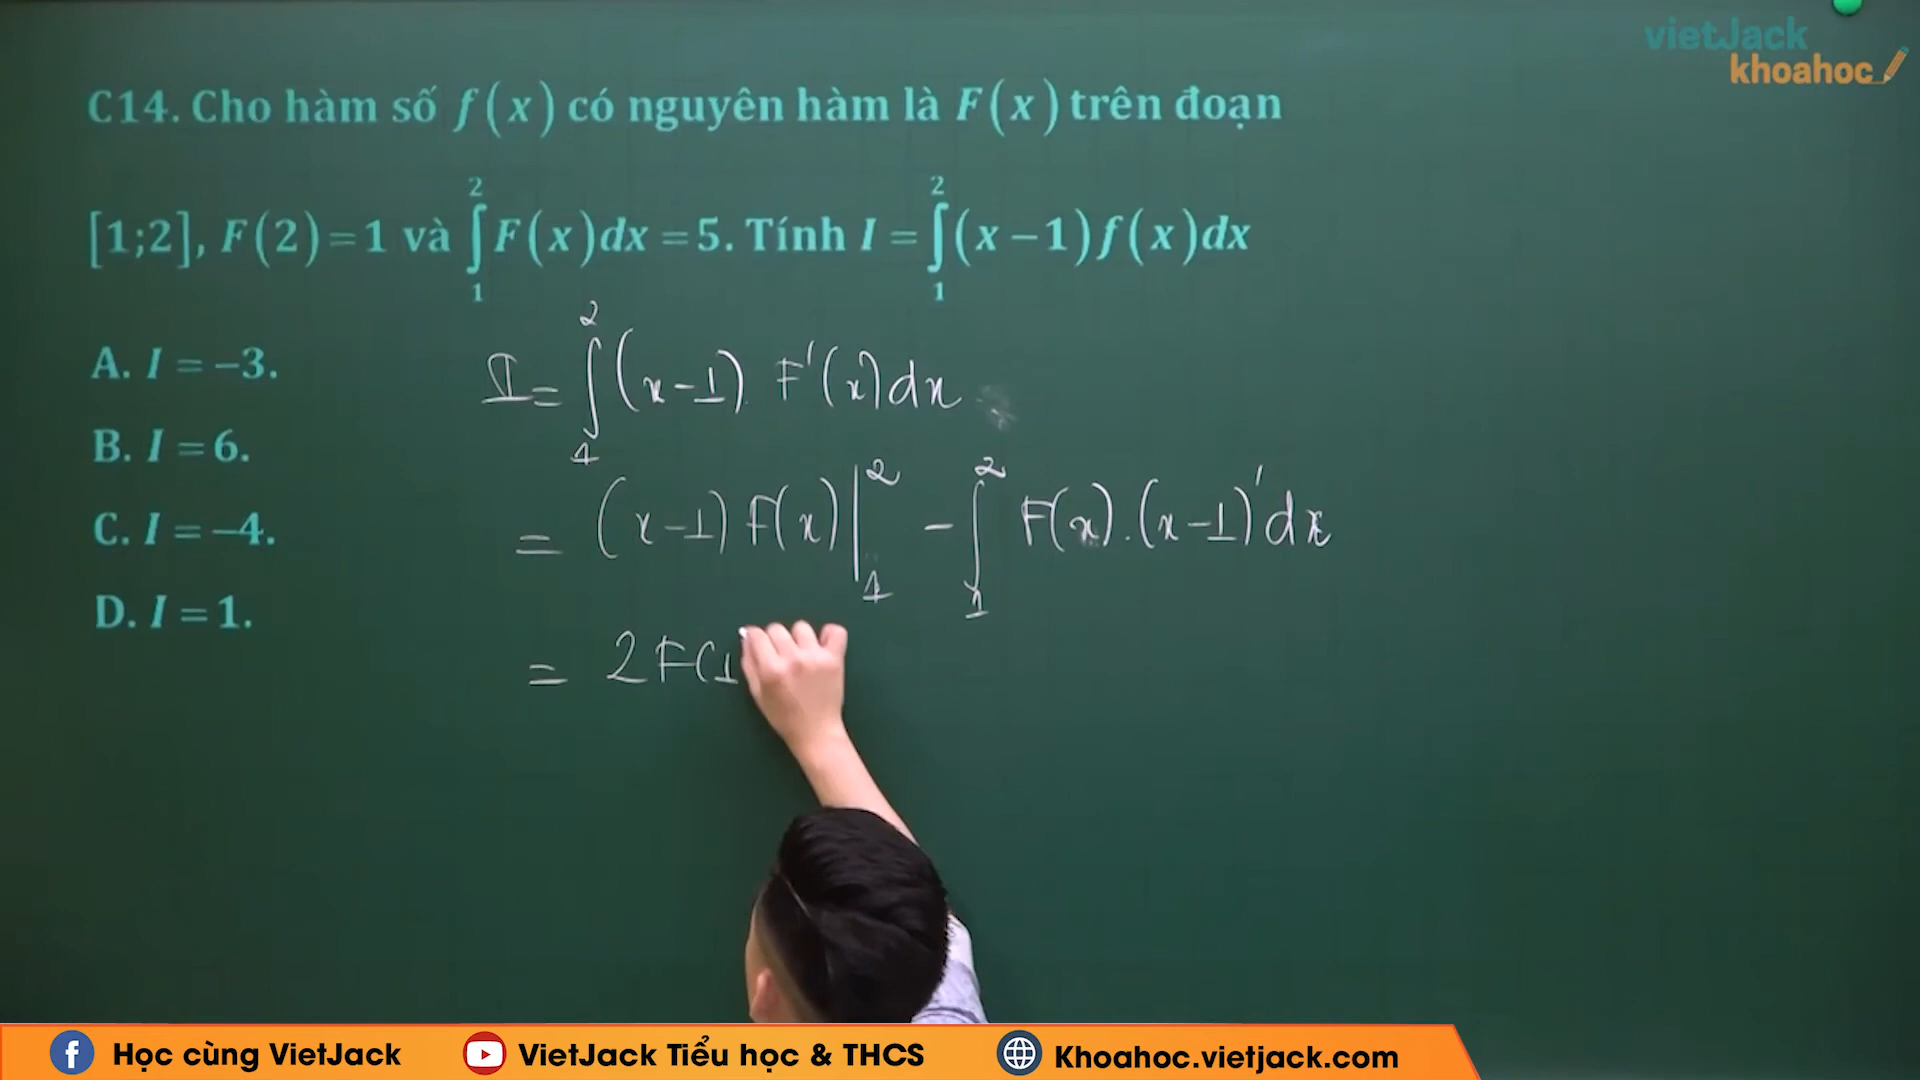 vietJack
khoahoc
C14. Cho hàm số f(x) có nguyên hàm là F(x) trên đoạn
[1;2], F(2)=1 và ∫₁² F(x)dx = 5. Tính I = ∫₁² (x−1)f(x)dx
A. I = −3.
B. I = 6.
C. I = −4.
D. I = 1.
I = ∫₁² (x-1) F'(x)dx
= (x-1)F(x)|₁² - ∫₁² F(x).(x-1)'dx
= 2F(1
Học cùng VietJack
VietJack Tiểu học & THCS
Khoahoc.vietjack.com